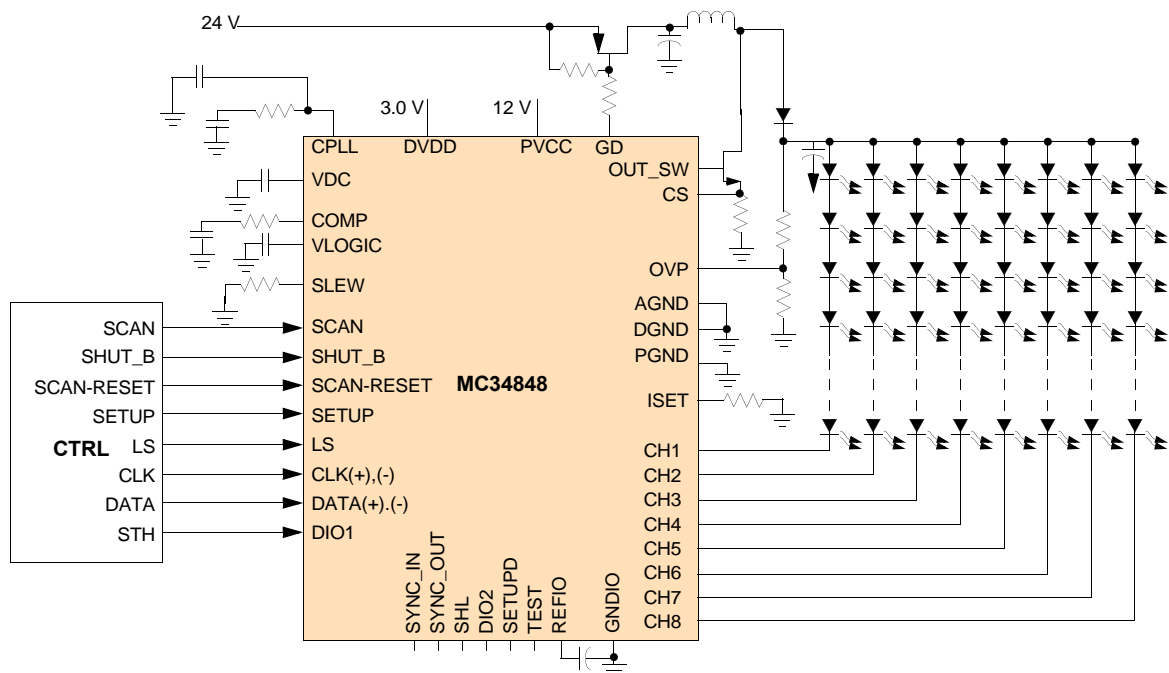 24 V
3.0 V
12 V
CPLL
DVDD
PVCC
GD
VDC
COMP
VLOGIC
SLEW
SCAN
SHUT_B
SCAN-RESET
SETUP
LS
CLK(+),(-)
DATA(+).(-)
DIO1
MC34848
OUT_SW
CS
OVP
AGND
DGND
PGND
ISET
CH1
CH2
CH3
CH4
CH5
CH6
CH7
CH8
SYNC_IN
SYNC_OUT
SHL
DIO2
SETUPD
TEST
REFIO
GNDIO
SCAN
SHUT_B
SCAN-RESET
SETUP
CTRL
LS
CLK
DATA
STH